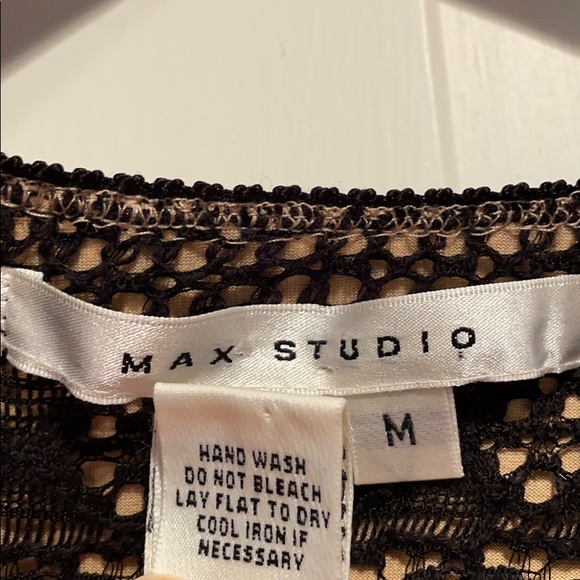 MAX STUDIO
M
HAND WASH
DO NOT BLEACH
LAY FLAT TO DRY
COOL IRON IF
NECESSARY